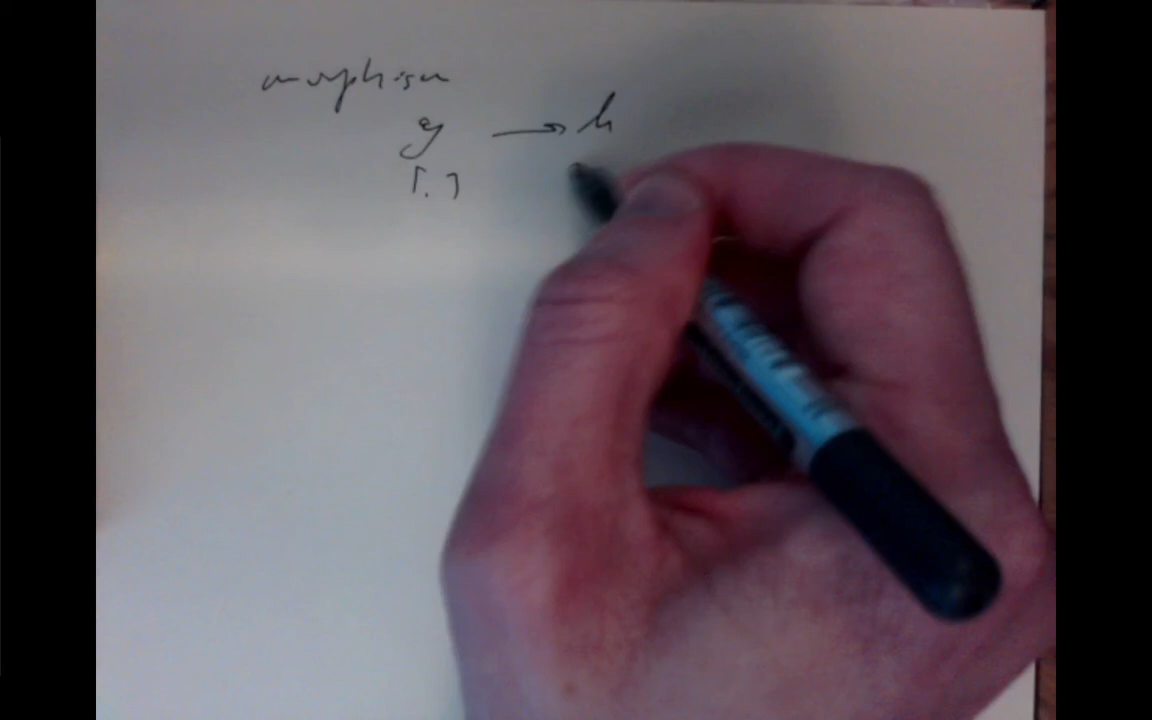 morphism
g → h
[.,]